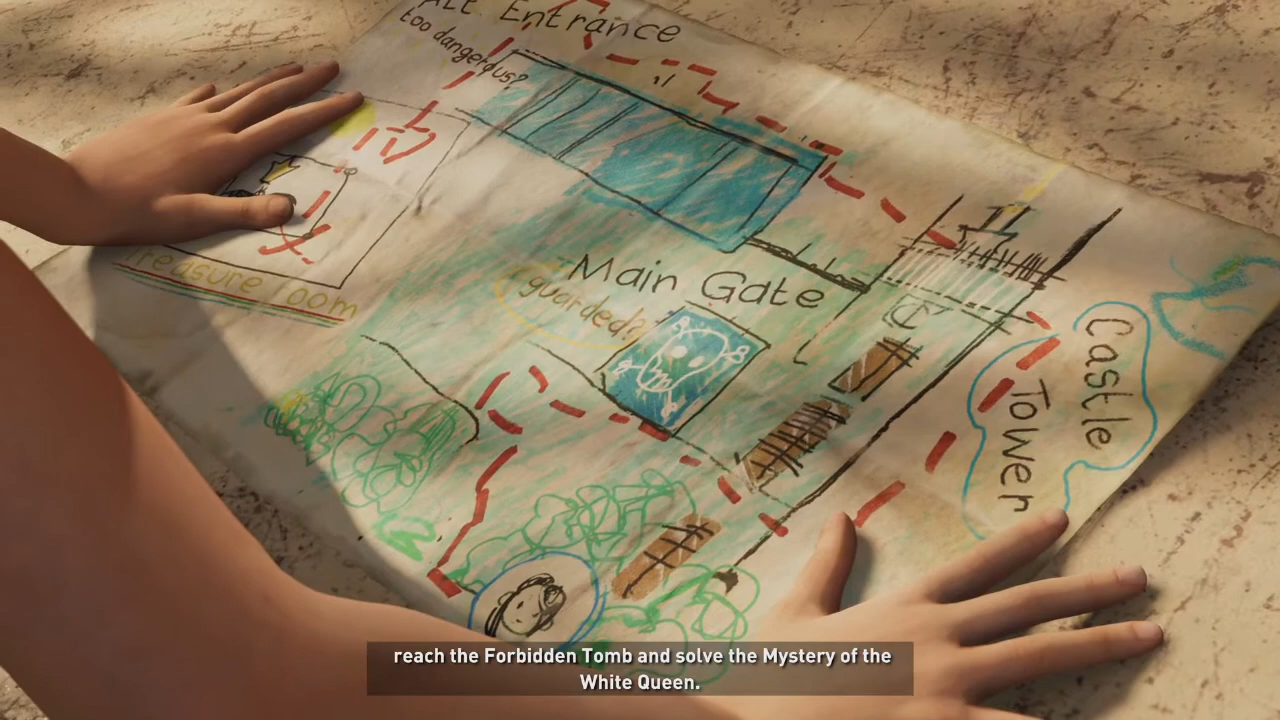 Alt Entrance
too dangerous?
Main Gate
guarded?
Treasure room
Castle
Tower
reach the Forbidden Tomb and solve the Mystery of the
White Queen.